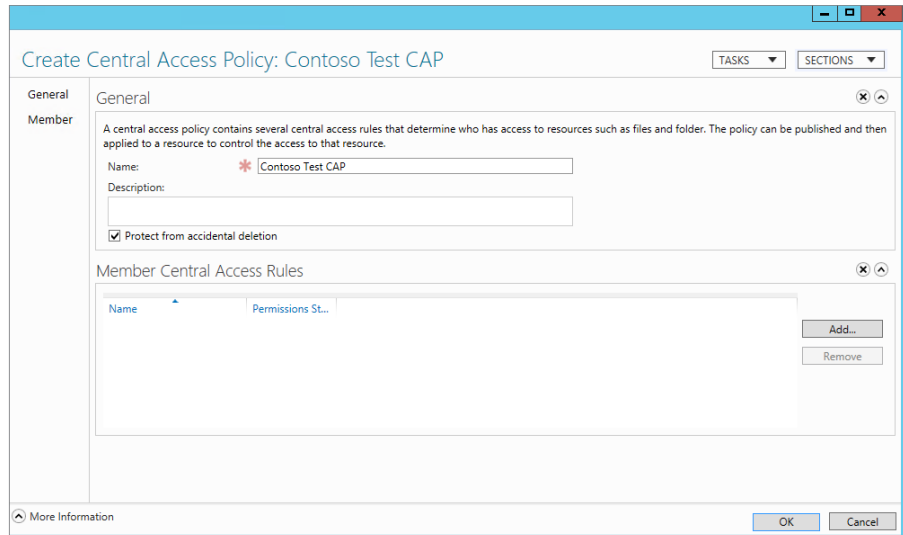 Create Central Access Policy: Contoso Test CAP
TASKS
SECTIONS
General
Member
General
A central access policy contains several central access rules that determine who has access to resources such as files and folder. The policy can be published and then
applied to a resource to control the access to that resource.
Name:
Contoso Test CAP
Description:
Protect from accidental deletion
Member Central Access Rules
Name
Permissions St...
Add...
Remove
More Information
OK
Cancel